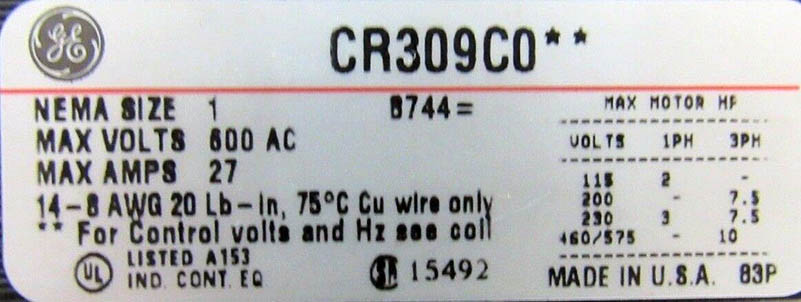 GE
CR309C0**
NEMA SIZE 1 8744=
MAX VOLTS 600 AC
MAX AMPS 27
14-8 AWG 20 Lb-in, 75°C Cu wire only
** For Control volts and Hz see coil
UL LISTED A153
IND. CONT. EQ
SA 15492
MAX MOTOR HP
VOLTS 1PH 3PH
115 2 -
200 - 7.5
230 3 7.5
460/575 - 10
MADE IN U.S.A. 83P